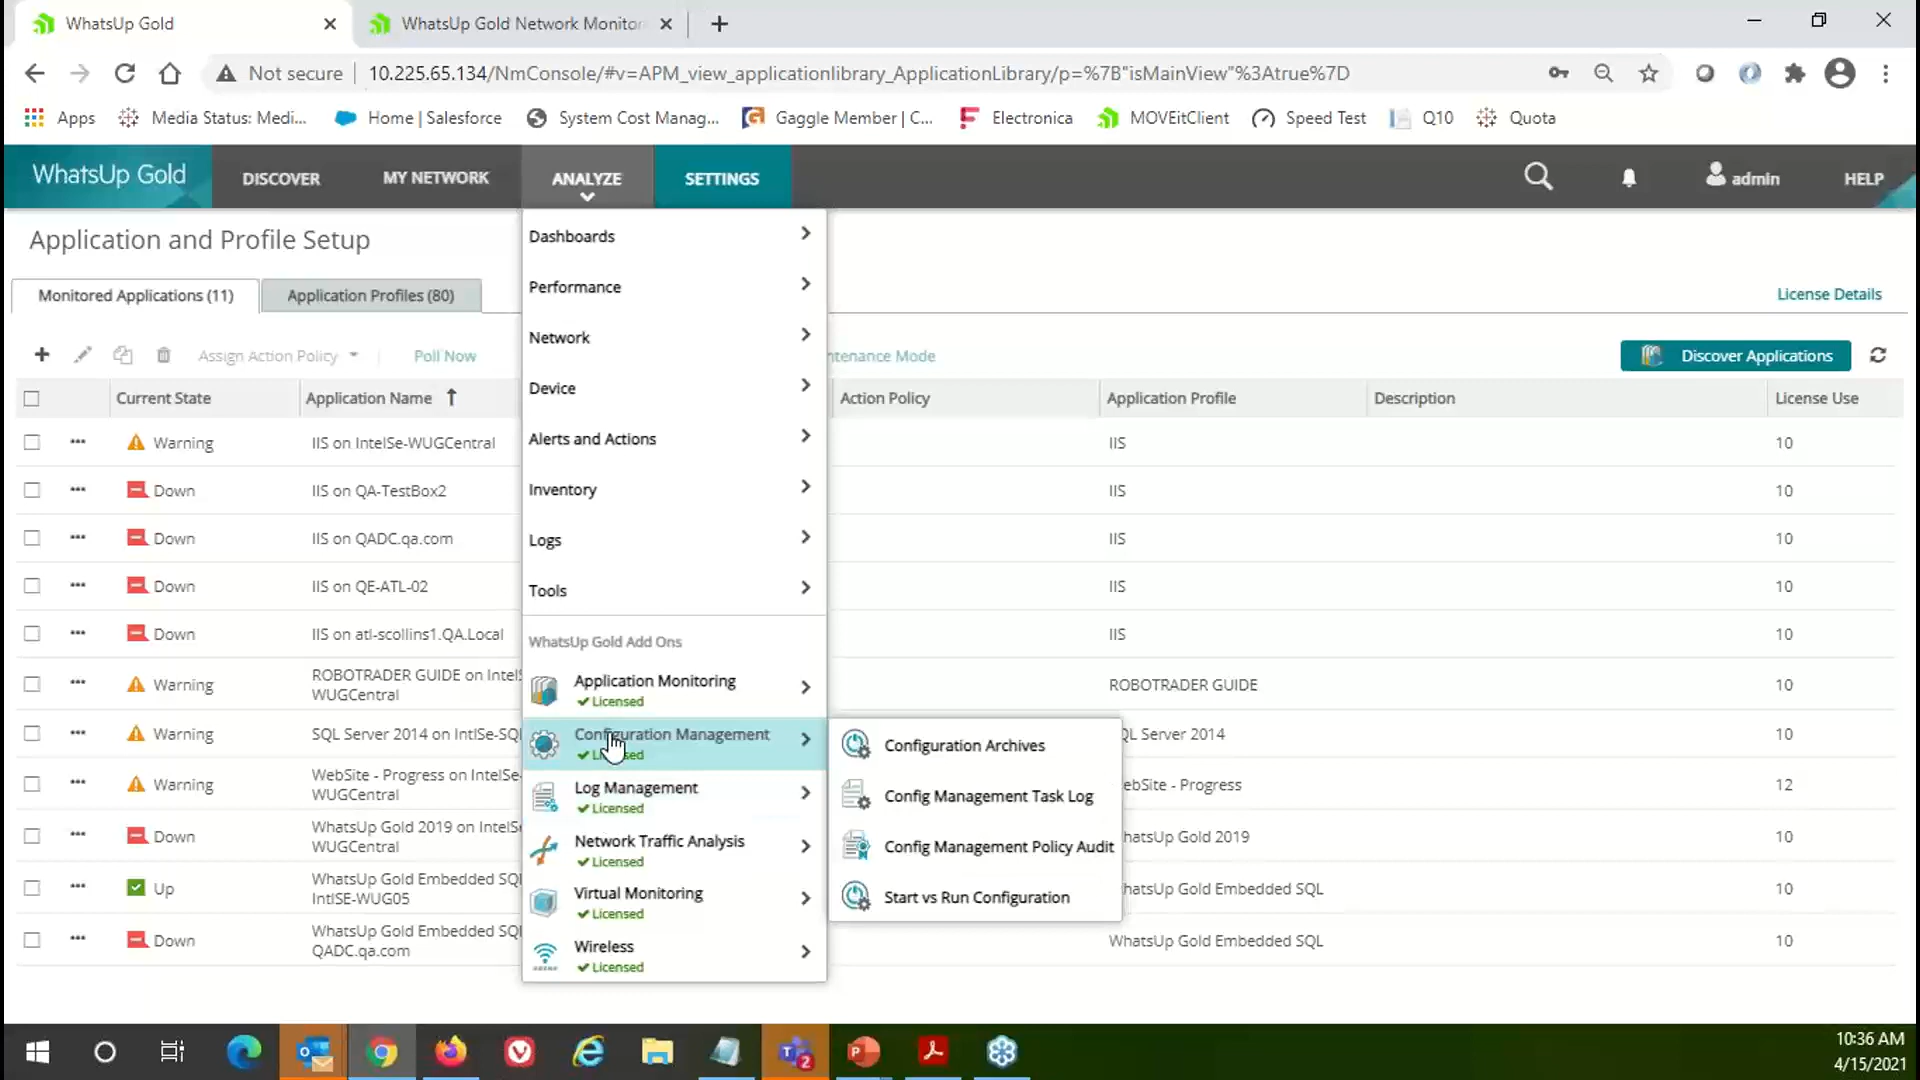 WhatsUp Gold
WhatsUp Gold Network Monitor
Not secure
10.225.65.134/NmConsole/#v=APM_view_applicationlibrary_ApplicationLibrary/p=%7B"isMainView"%3Atrue%7D
Apps
Media Status: Medi...
Home | Salesforce
System Cost Manag...
Gaggle Member | C...
Electronica
MOVEitClient
Speed Test
Q10
Quota
WhatsUp Gold
DISCOVER
MY NETWORK
ANALYZE
SETTINGS
admin
HELP
Application and Profile Setup
Monitored Applications (11)
Application Profiles (80)
License Details
Assign Action Policy
Poll Now
ntenance Mode
Discover Applications
Current State
Application Name
Action Policy
Application Profile
Description
License Use
Warning
IIS on IntelSe-WUGCentral
IIS
10
Down
IIS on QA-TestBox2
IIS
10
Down
IIS on QADC.qa.com
IIS
10
Down
IIS on QE-ATL-02
IIS
10
Down
IIS on atl-scollins1.QA.Local
IIS
10
Warning
ROBOTRADER GUIDE on IntelS
WUGCentral
ROBOTRADER GUIDE
10
Warning
SQL Server 2014 on IntlSe-SQ
QL Server 2014
10
Warning
WebSite - Progress on IntelSe-
WUGCentral
ebSite - Progress
12
Down
WhatsUp Gold 2019 on IntelSe
WUGCentral
hatsUp Gold 2019
10
Up
WhatsUp Gold Embedded SQ
IntlSE-WUG05
hatsUp Gold Embedded SQL
10
Down
WhatsUp Gold Embedded SQ
QADC.qa.com
WhatsUp Gold Embedded SQL
10
Dashboards
Performance
Network
Device
Alerts and Actions
Inventory
Logs
Tools
WhatsUp Gold Add Ons
Application Monitoring
Licensed
Configuration Management
Log Management
Licensed
Network Traffic Analysis
Licensed
Virtual Monitoring
Licensed
Wireless
Licensed
Configuration Archives
Config Management Task Log
Config Management Policy Audit
Start vs Run Configuration
2
10:36 AM
4/15/2021